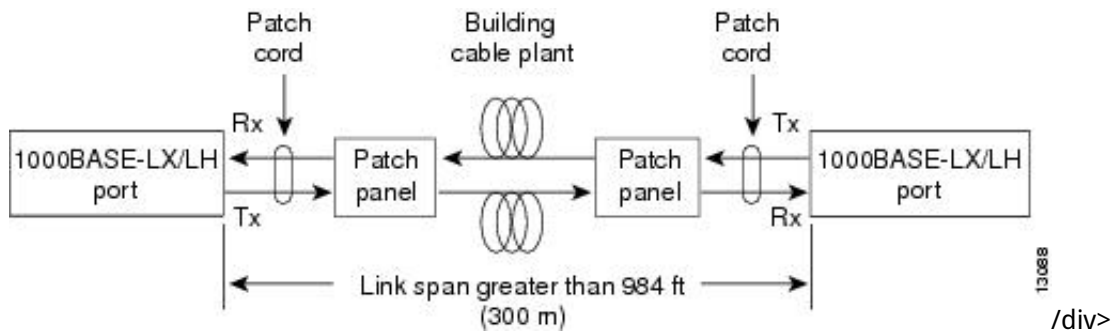 Patch
cord
Building
cable plant
Patch
cord
Rx
Tx
1000BASE-LX/LH
port
Patch
panel
Patch
panel
1000BASE-LX/LH
port
Tx
Rx
Link span greater than 984 ft
(300 m)
13088
/div>